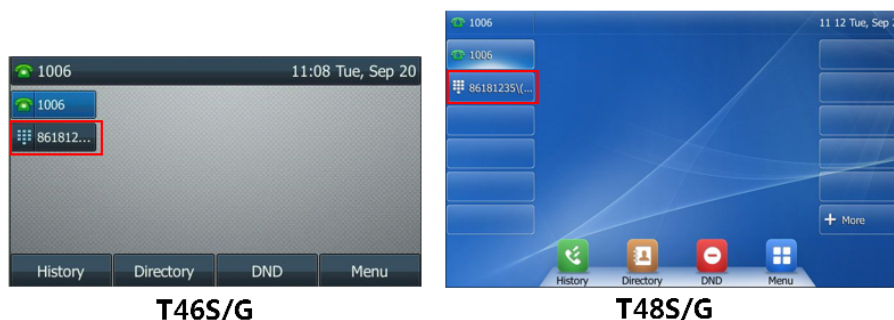 1006
11:08 Tue, Sep 20
1006
861812...
History
Directory
DND
Menu
T46S/G
1006
11 12 Tue, Sep
1006
86181235\(...
+ More
History
Directory
DND
Menu
T48S/G